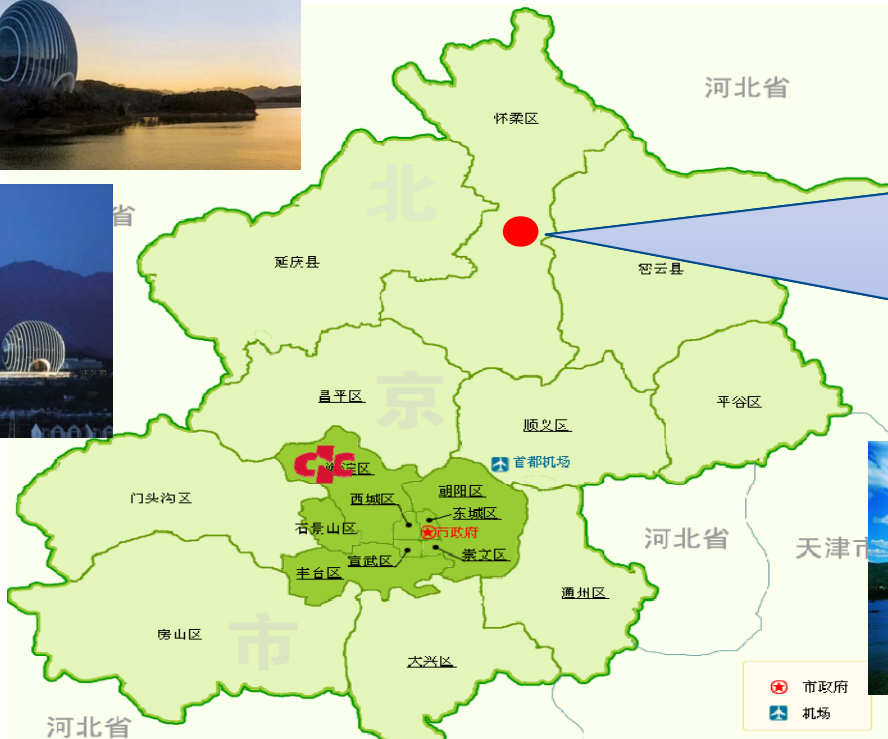 河北省
怀柔区
北
省
延庆县
密云县
昌平区
京
平谷区
顺义区
首都机场
海淀区
门头沟区
朝阳区
西城区
东城区
石景山区
市政府
河北省
天津市
宣武区
崇文区
丰台区
通州区
房山区
市
大兴区
市政府
机场
河北省